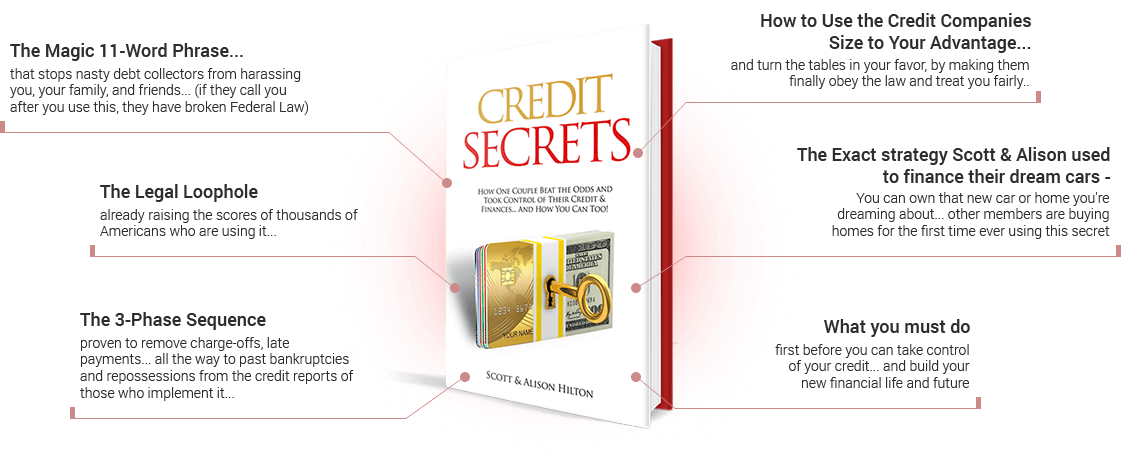 The Magic 11-Word Phrase...
that stops nasty debt collectors from harassing
you, your family, and friends... (if they call you
after you use this, they have broken Federal Law)
The Legal Loophole
already raising the scores of thousands of
Americans who are using it...
The 3-Phase Sequence
proven to remove charge-offs, late
payments... all the way to past bankruptcies
and repossessions from the credit reports of
those who implement it...
CREDIT
SECRETS
HOW ONE COUPLE BEAT THE ODDS AND
TOOK CONTROL OF THEIR CREDIT &
FINANCES... AND HOW YOU CAN TOO!
YOUR NAME
SCOTT & ALISON HILTON
How to Use the Credit Companies
Size to Your Advantage...
and turn the tables in your favor, by making them
finally obey the law and treat you fairly..
The Exact strategy Scott & Alison used
to finance their dream cars -
You can own that new car or home you're
dreaming about... other members are buying
homes for the first time ever using this secret
What you must do
first before you can take control
of your credit... and build your
new financial life and future